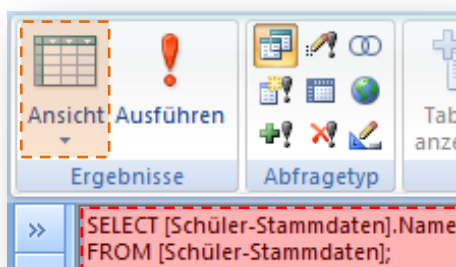 Ansicht
Ausführen
Ergebnisse
Abfragetyp
SELECT [Schüler-Stammdaten].Name
FROM [Schüler-Stammdaten];